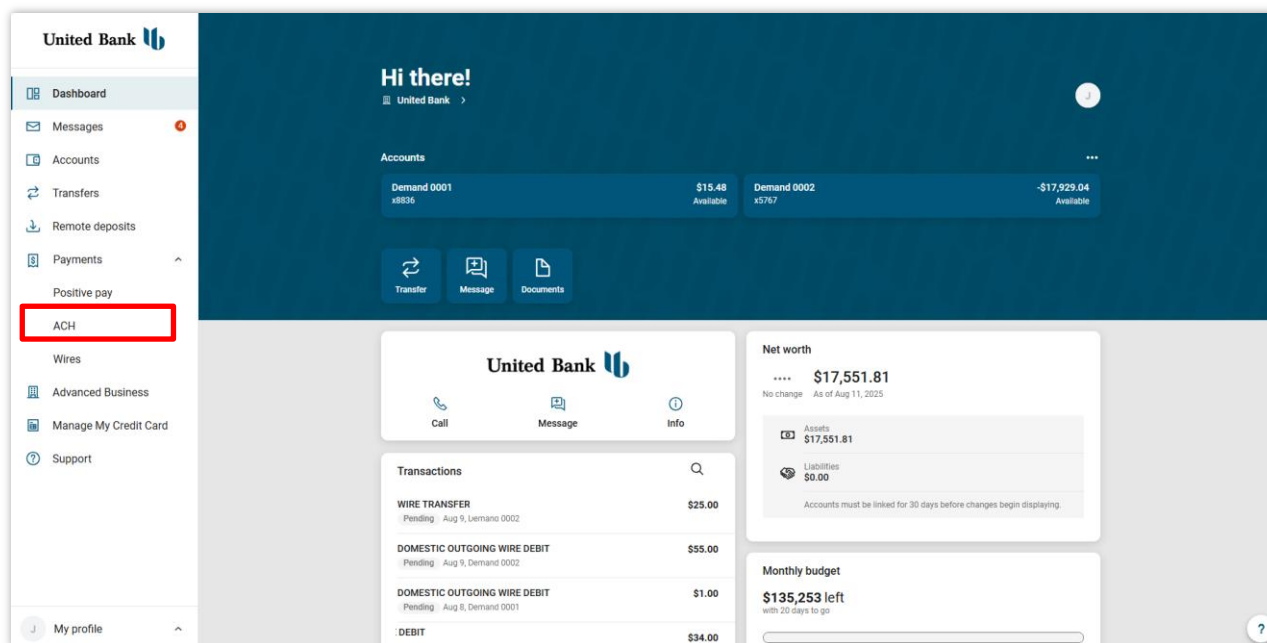 United Bank
Dashboard
Messages 4
Accounts
Transfers
Remote deposits
Payments
Positive pay
ACH
Wires
Advanced Business
Manage My Credit Card
Support
J My profile
Hi there!
United Bank >
J
Accounts
Demand 0001 $15.48
x8836 Available
Demand 0002 -$17,929.04
x5767 Available
Transfer Message Documents
United Bank
Call Message Info
Transactions
WIRE TRANSFER $25.00
Pending Aug 9, Demand 0002
DOMESTIC OUTGOING WIRE DEBIT $55.00
Pending Aug 9, Demand 0002
DOMESTIC OUTGOING WIRE DEBIT $1.00
Pending Aug 8, Demand 0001
DEBIT $34.00
Net worth
---- $17,551.81
No change As of Aug 11, 2025
Assets
$17,551.81
Liabilities
$0.00
Accounts must be linked for 30 days before changes begin displaying.
Monthly budget
$135,253 left
with 20 days to go
?